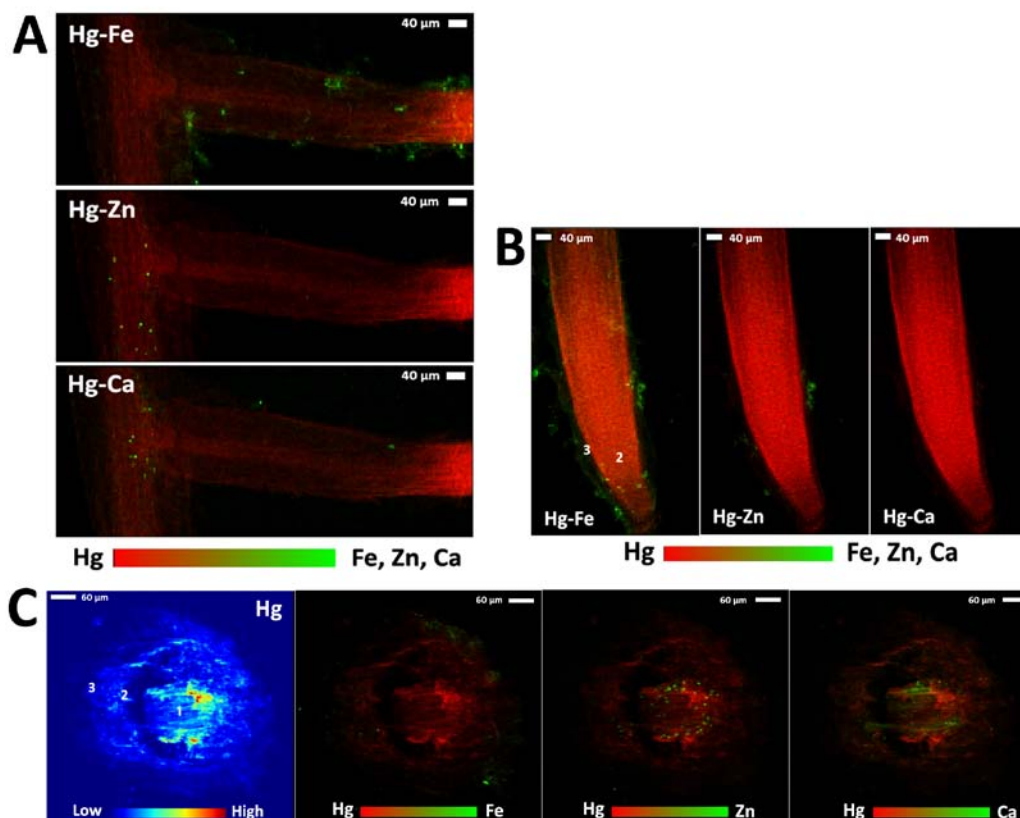 A
Hg-Fe
40 µm
Hg-Zn
40 µm
Hg-Ca
40 µm
Hg Fe, Zn, Ca
B
40 µm 40 µm 40 µm
3 2
Hg-Fe Hg-Zn Hg-Ca
Hg Fe, Zn, Ca
C
60 µm Hg 60 µm 60 µm 60 µm
3 2 1
Low High Hg Fe Hg Zn Hg Ca